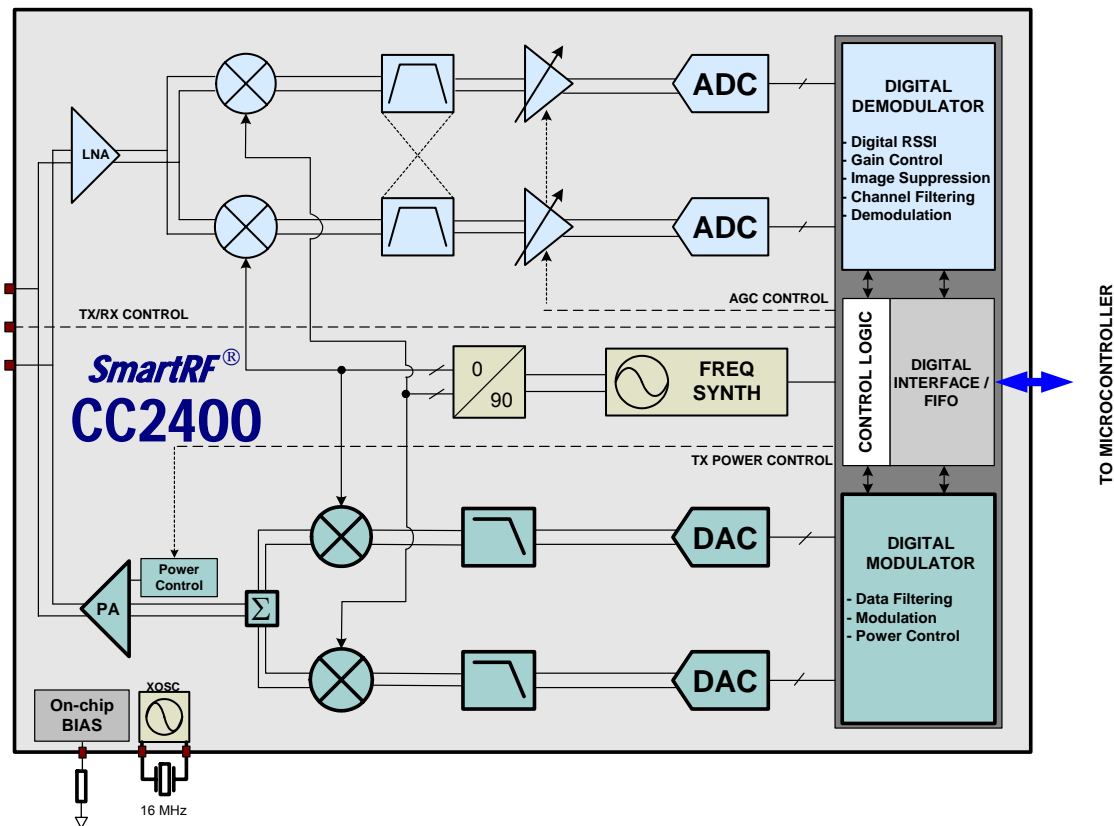 LNA
ADC
ADC
DIGITAL
DEMODULATOR
- Digital RSSI
- Gain Control
- Image Suppression
- Channel Filtering
- Demodulation
AGC CONTROL
TX/RX CONTROL
SmartRF®
CC2400
0
90
FREQ
SYNTH
CONTROL LOGIC
DIGITAL
INTERFACE /
FIFO
TO MICROCONTROLLER
TX POWER CONTROL
Power
Control
PA
Σ
DAC
DAC
DIGITAL
MODULATOR
- Data Filtering
- Modulation
- Power Control
On-chip
BIAS
XOSC
16 MHz